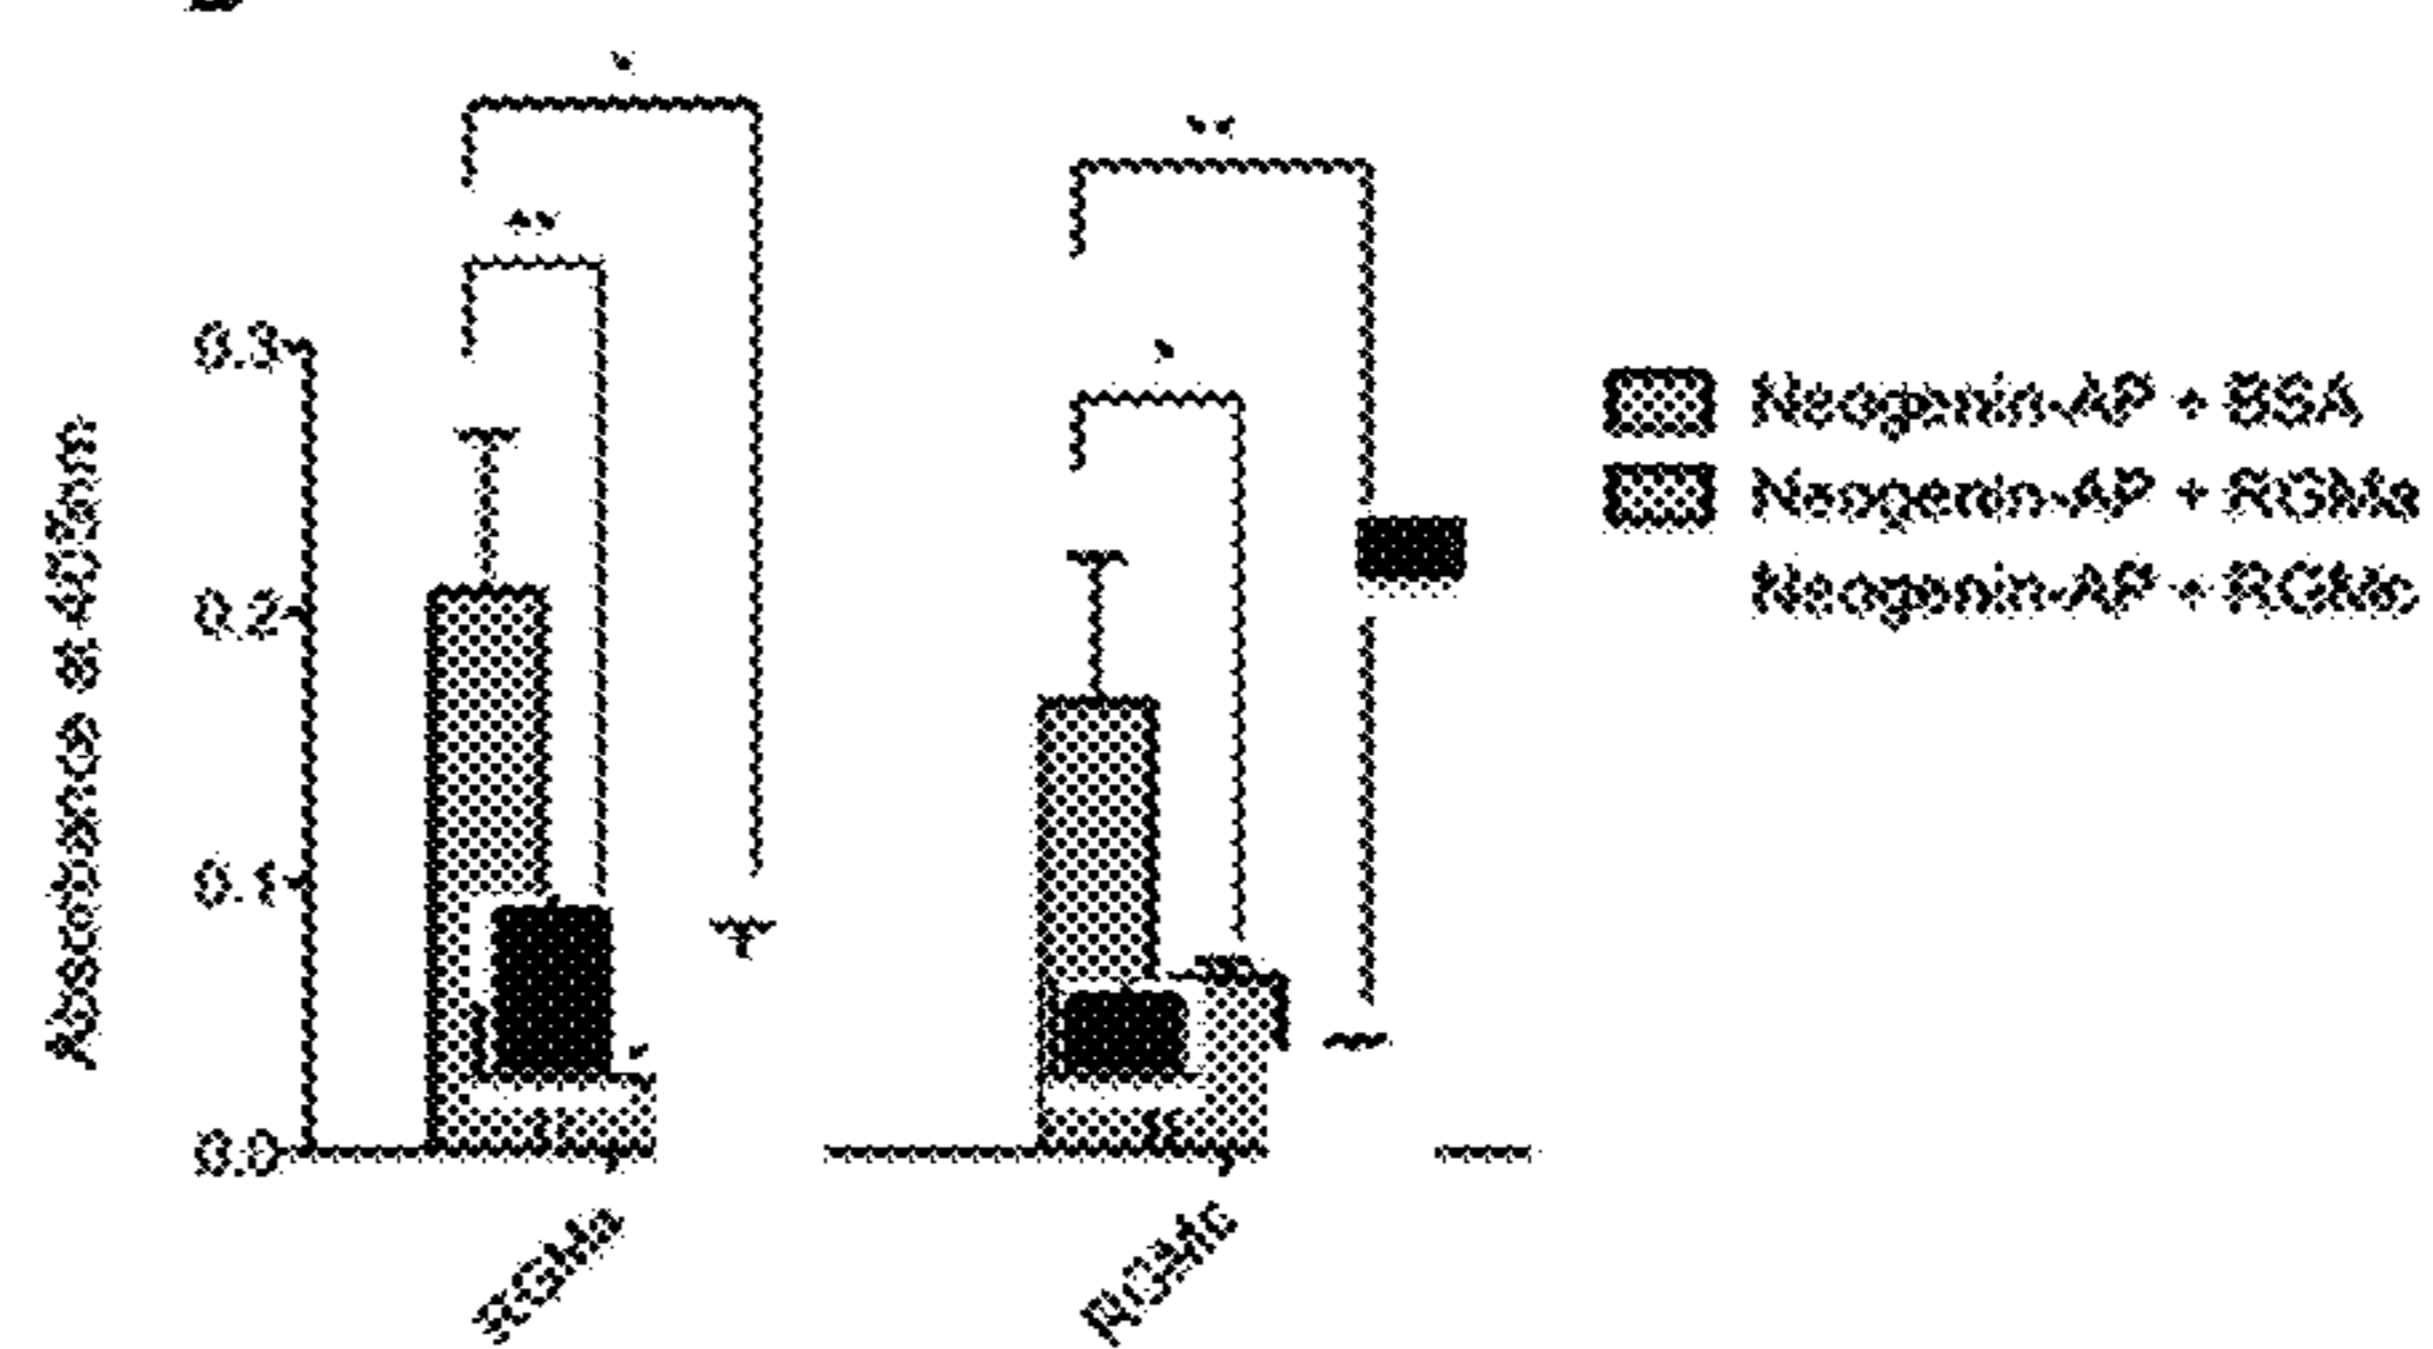 0.3
0.2
0.1
0.0
Absorbance at 407nm
Neogenin-AP + BSA
Neogenin-AP + RGMa
Neogenin-AP + RGMc
RGMa
RGMc